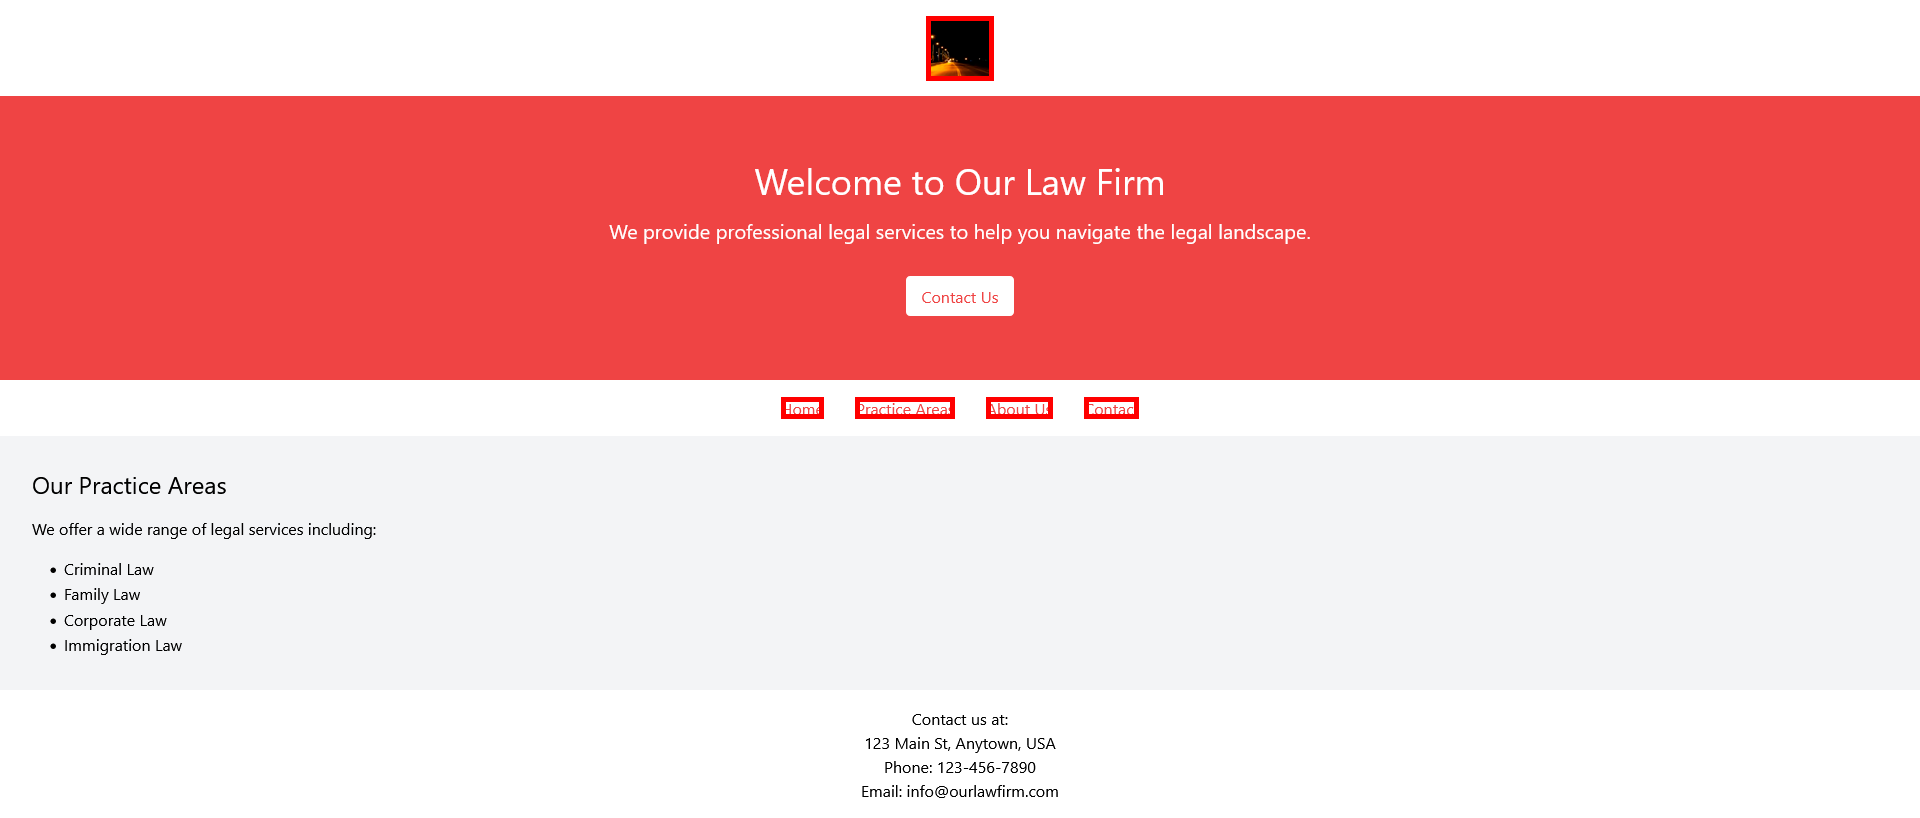 Welcome to Our Law Firm
We provide professional legal services to help you navigate the legal landscape.
Contact Us
Home Practice Areas About Us Contact
Our Practice Areas
We offer a wide range of legal services including:
• Criminal Law
• Family Law
• Corporate Law
• Immigration Law
Contact us at:
123 Main St, Anytown, USA
Phone: 123-456-7890
Email: info@ourlawfirm.com